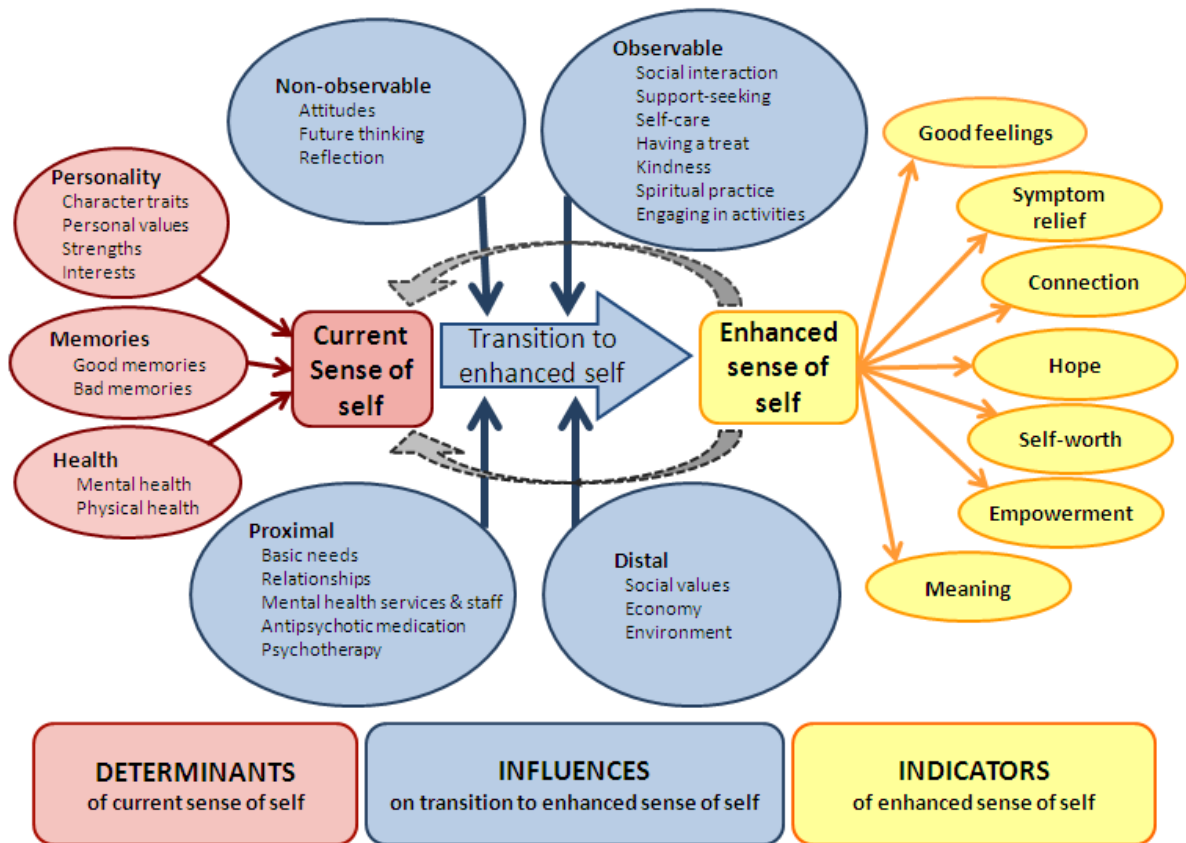 Non-observable
Attitudes
Future thinking
Reflection
Observable
Social interaction
Support-seeking
Self-care
Having a treat
Kindness
Spiritual practice
Engaging in activities
Personality
Character traits
Personal values
Strengths
Interests
Memories
Good memories
Bad memories
Health
Mental health
Physical health
Current
Sense of
self
Transition to
enhanced self
Enhanced
sense of
self
Good feelings
Symptom
relief
Connection
Hope
Self-worth
Empowerment
Meaning
Proximal
Basic needs
Relationships
Mental health services & staff
Antipsychotic medication
Psychotherapy
Distal
Social values
Economy
Environment
DETERMINANTS
of current sense of self
INFLUENCES
on transition to enhanced sense of self
INDICATORS
of enhanced sense of self